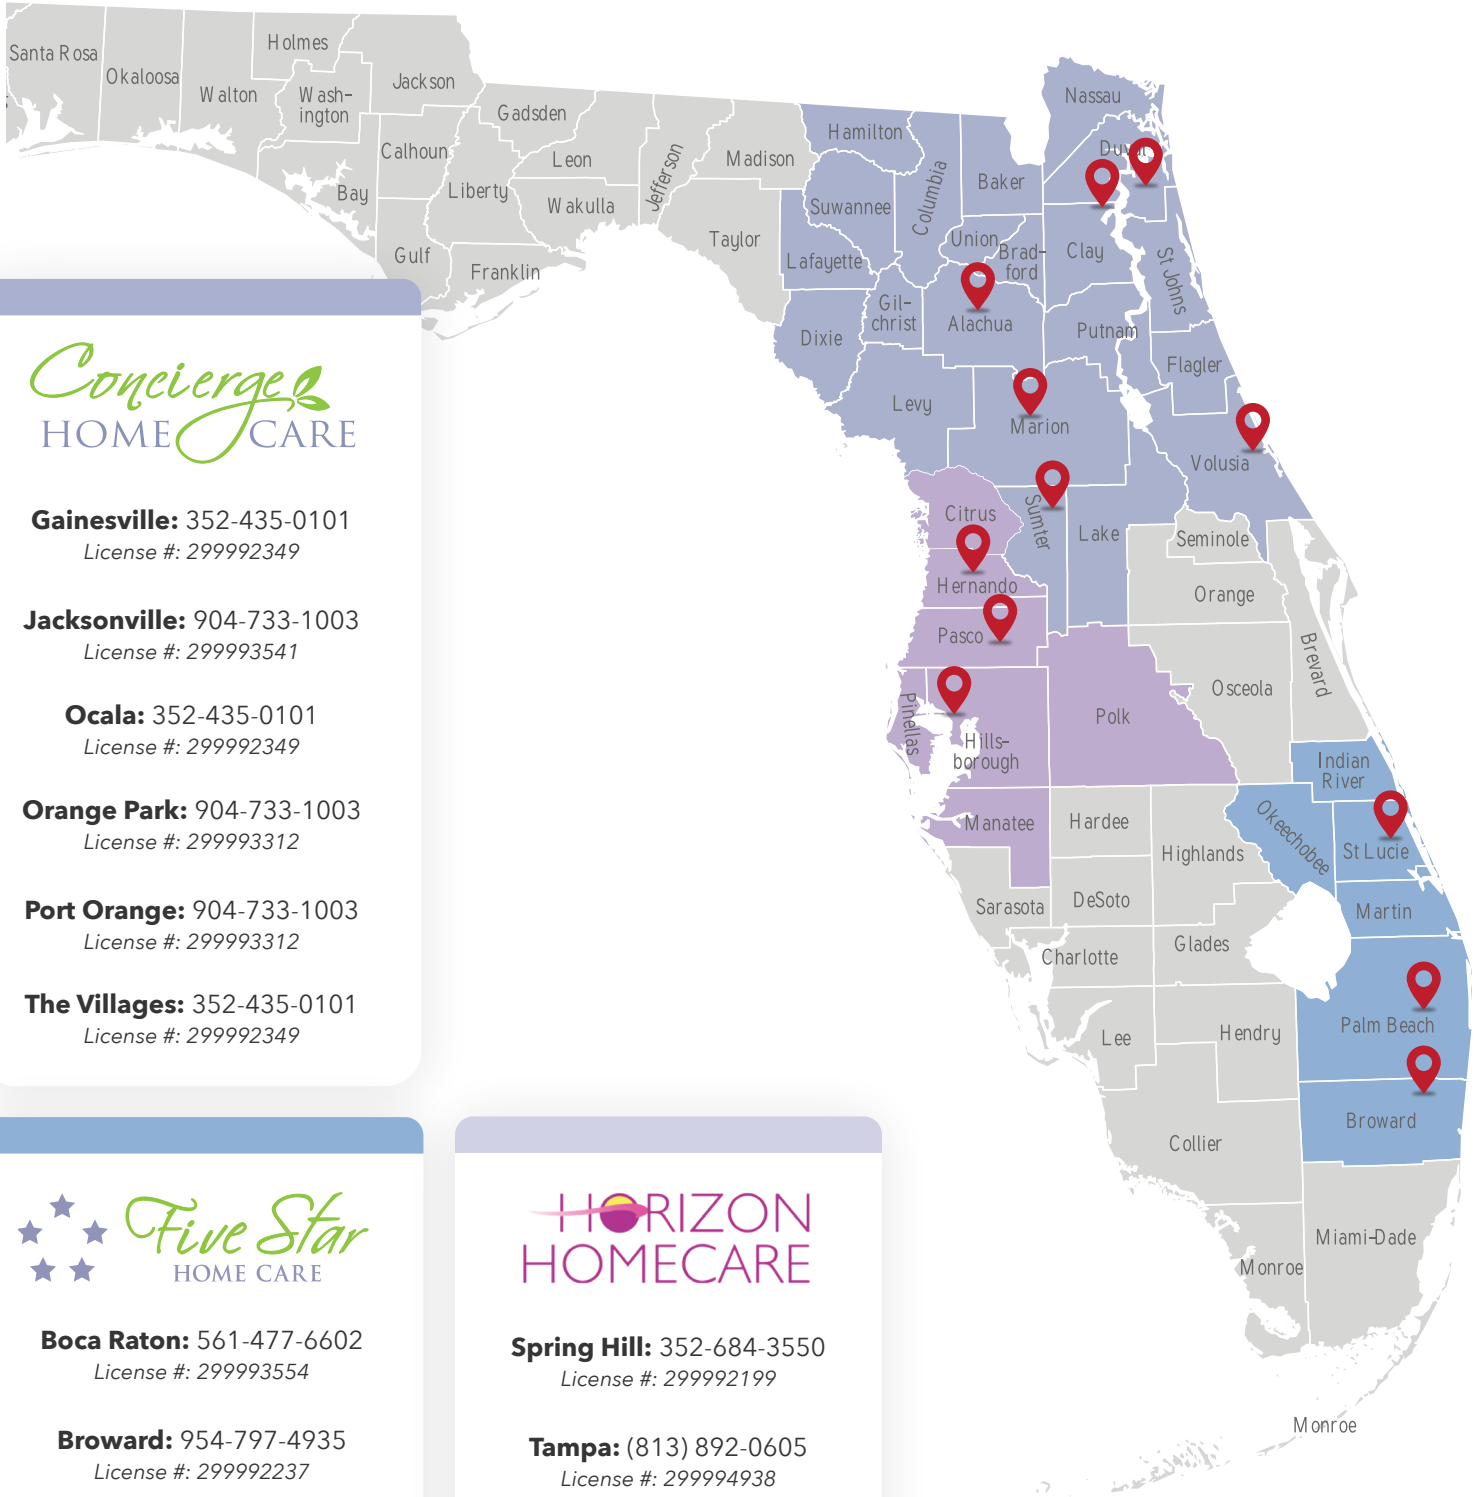 Santa Rosa
Okaloosa
Walton
Holmes
Wash-
ington
Jackson
Bay
Calhoun
Gulf
Liberty
Gadsden
Leon
Wakulla
Franklin
Jefferson
Madison
Taylor
Hamilton
Suwannee
Lafayette
Columbia
Baker
Union
Brad-
ford
Nassau
Duval
Clay
St Johns
Dixie
Gil-
christ
Alachua
Putnam
Flagler
Levy
Marion
Volusia
Citrus
Sumter
Lake
Seminole
Hernando
Orange
Pasco
Brevard
Osceola
Pinellas
Hills-
borough
Polk
Indian
River
Manatee
Hardee
Highlands
Okeechobee
St Lucie
Sarasota
DeSoto
Martin
Charlotte
Glades
Lee
Hendry
Palm Beach
Broward
Collier
Miami-Dade
Monroe
Monroe
Concierge
HOME CARE
Gainesville: 352-435-0101
License #: 299992349
Jacksonville: 904-733-1003
License #: 299993541
Ocala: 352-435-0101
License #: 299992349
Orange Park: 904-733-1003
License #: 299993312
Port Orange: 904-733-1003
License #: 299993312
The Villages: 352-435-0101
License #: 299992349
Five Star
HOME CARE
Boca Raton: 561-477-6602
License #: 299993554
Broward: 954-797-4935
License #: 299992237
HORIZON
HOMECARE
Spring Hill: 352-684-3550
License #: 299992199
Tampa: (813) 892-0605
License #: 299994938